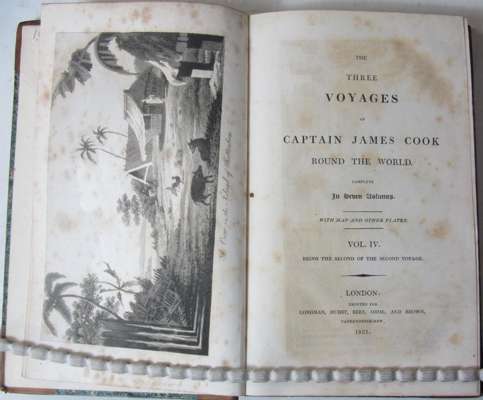 THE
THREE
VOYAGES
OF
CAPTAIN JAMES COOK
ROUND THE WORLD.
COMPLETE
In Seven Volumes.
WITH MAP AND OTHER PLATES.
VOL. IV.
BEING THE SECOND OF THE SECOND VOYAGE.
LONDON:
PRINTED FOR
LONGMAN, HURST, REES, ORME, AND BROWN,
PATERNOSTER-ROW.
1821.